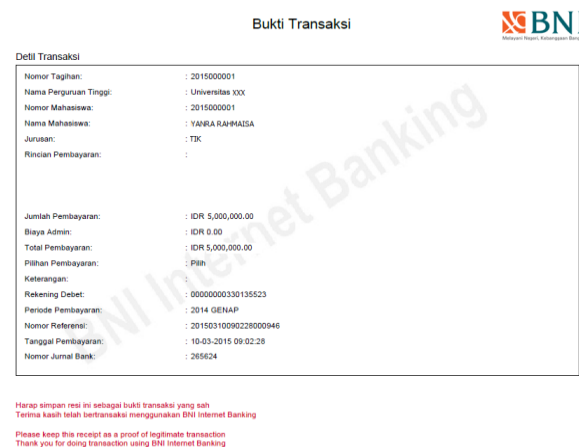 Bukti Transaksi
BNI
Melayani Negeri, Kebanggaan
Detil Transaksi
Nomor Tagihan: : 2015000001
Nama Perguruan Tinggi: : Universitas XXX
Nomor Mahasiswa: : 2015000001
Nama Mahasiswa: : YANRA RAHMAISA
Jurusan: : TIK
Rincian Pembayaran: :
Jumlah Pembayaran: : IDR 5,000,000.00
Biaya Admin: : IDR 0.00
Total Pembayaran: : IDR 5,000,000.00
Pilihan Pembayaran: : Pilih
Keterangan: :
Rekening Debet: : 00000000330135523
Periode Pembayaran: : 2014 GENAP
Nomor Referensi: : 20150310090228000946
Tanggal Pembayaran: : 10-03-2015 09:02:28
Nomor Jurnal Bank: : 265624
BNI Internet Banking
Harap simpan resi ini sebagai bukti transaksi yang sah
Terima kasih telah bertransaksi menggunakan BNI Internet Banking
Please keep this receipt as a proof of legitimate transaction
Thank you for doing transaction using BNI Internet Banking